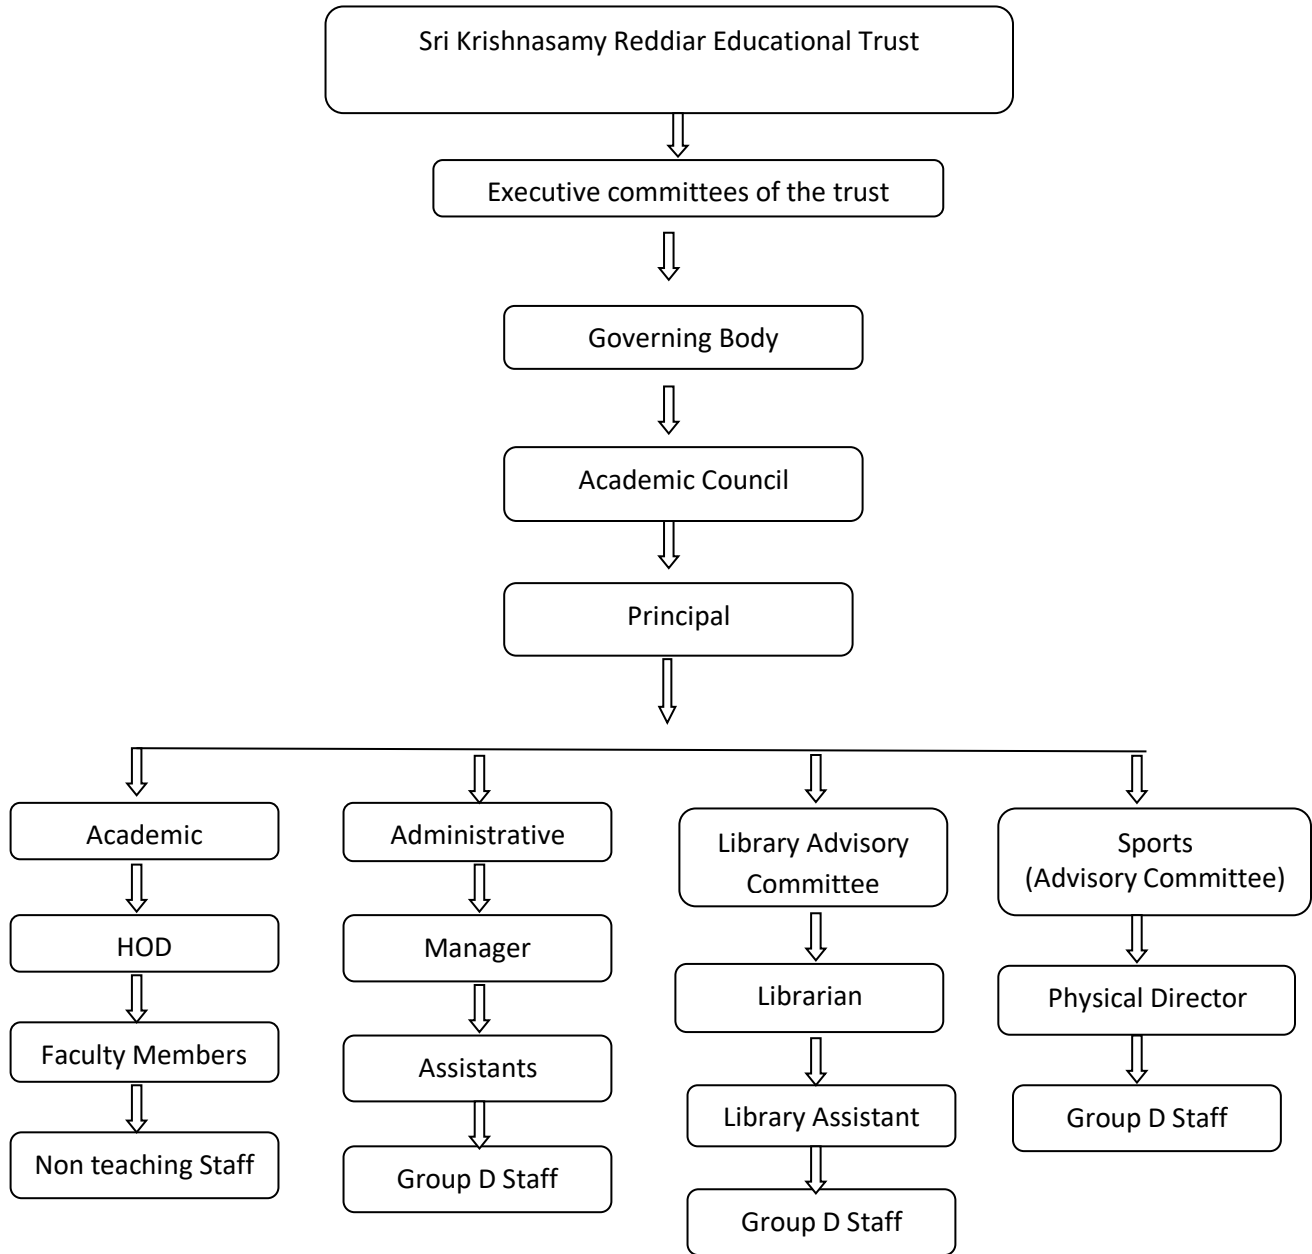 Sri Krishnasamy Reddiar Educational Trust
Executive committees of the trust
Governing Body
Academic Council
Principal
Academic
HOD
Faculty Members
Non teaching Staff
Administrative
Manager
Assistants
Group D Staff
Library Advisory
Committee
Librarian
Library Assistant
Group D Staff
Sports
(Advisory Committee)
Physical Director
Group D Staff